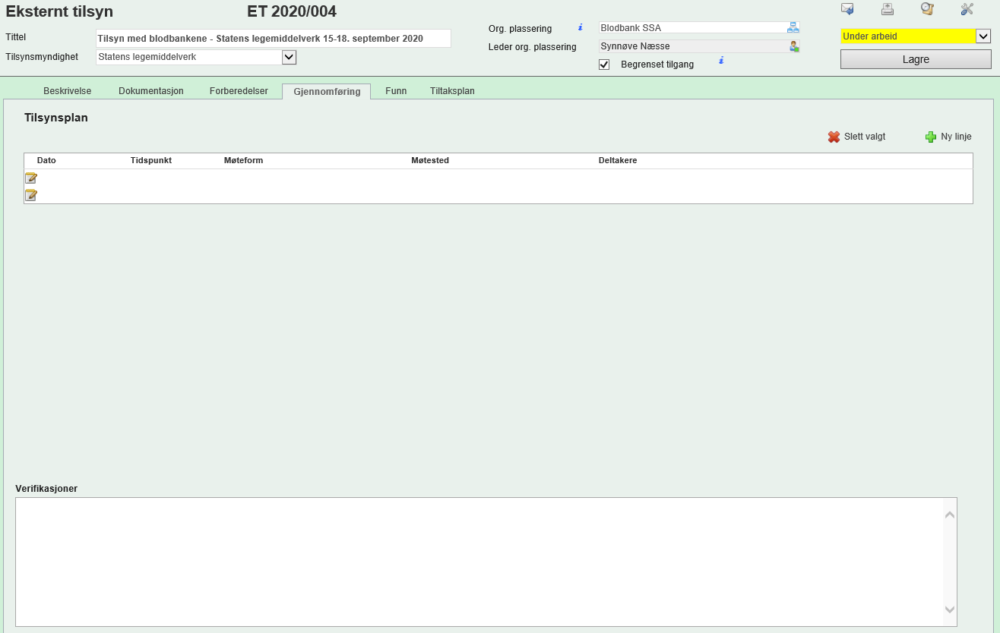 Eksternt tilsyn ET 2020/004
Tittel Tilsyn med blodbankene - Statens legemiddelverk 15-18. september 2020
Tilsynsmyndighet Statens legemiddelverk
Org. plassering i Blodbank SSA
Leder org. plassering Synnøve Næsse
Begrenset tilgang i
Under arbeid
Lagre
Beskrivelse Dokumentasjon Forberedelser Gjennomføring Funn Tiltaksplan
Tilsynsplan
Slett valgt Ny linje
Dato Tidspunkt Møteform Møtested Deltakere
Verifikasjoner